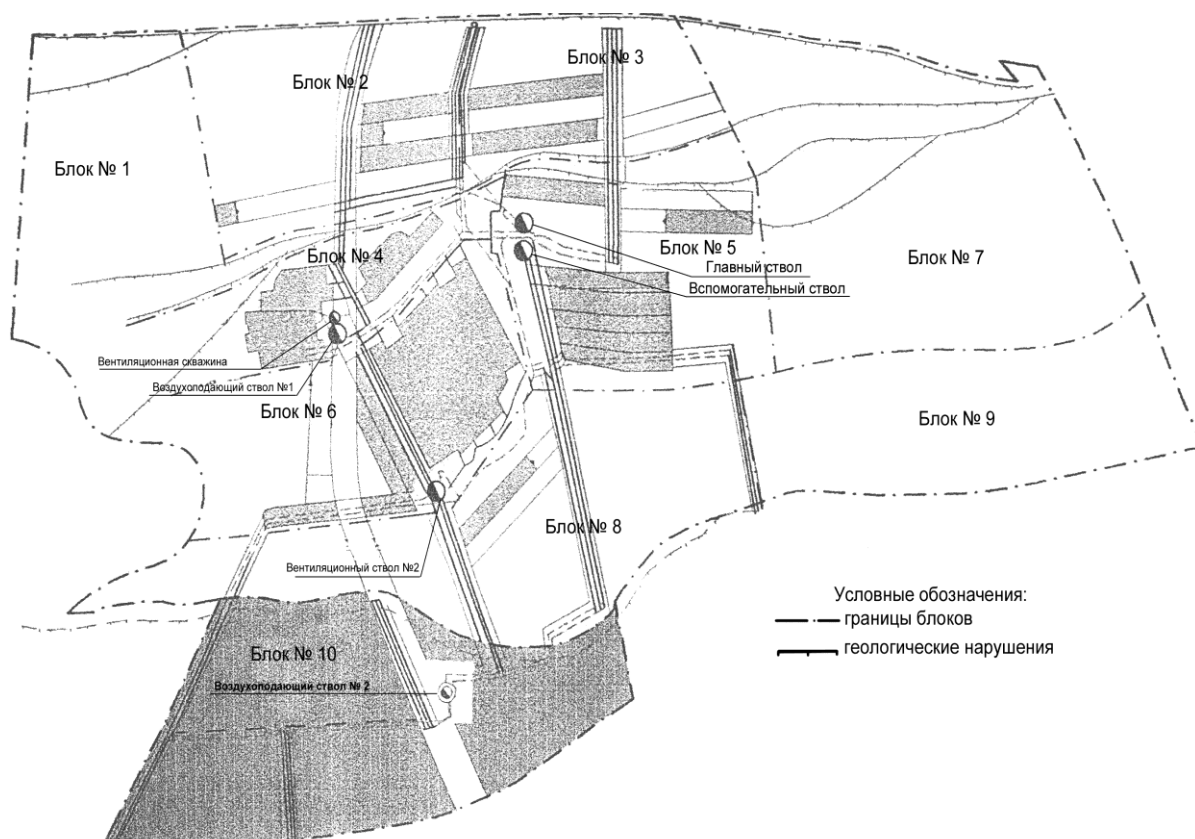 Блок № 3
Блок № 2
Блок № 1
Блок № 5
Блок № 4
Блок № 7
Главный ствол
Вспомогательный ствол
Вентиляционная скважина
Воздухоподающий ствол №1
Блок № 6
Блок № 9
Блок № 8
Вентиляционный ствол №2
Условные обозначения:
границы блоков
геологические нарушения
Блок № 10
Воздухоподающий ствол № 2